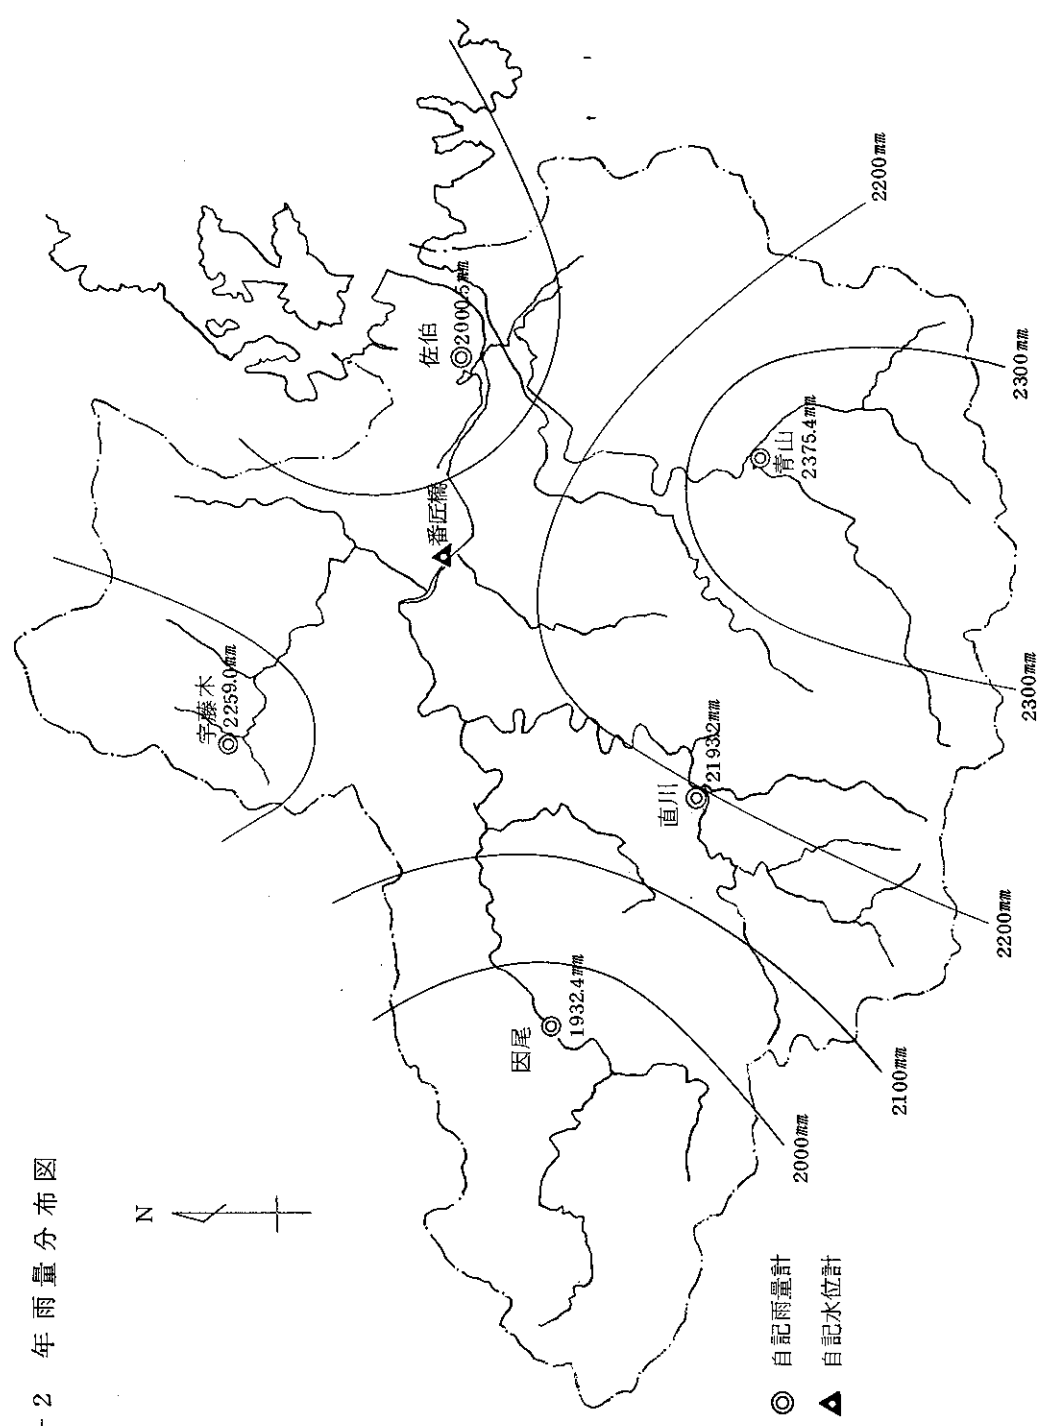 -2 年雨量分布図
N
宇藤木
2259.0mm
佐伯
2000.5mm
番匠橋
因尾
1932.4mm
直川
2193.2mm
青山
2375.4mm
2200mm
2300mm
2300mm
2200mm
2100mm
2000mm
自記雨量計
自記水位計